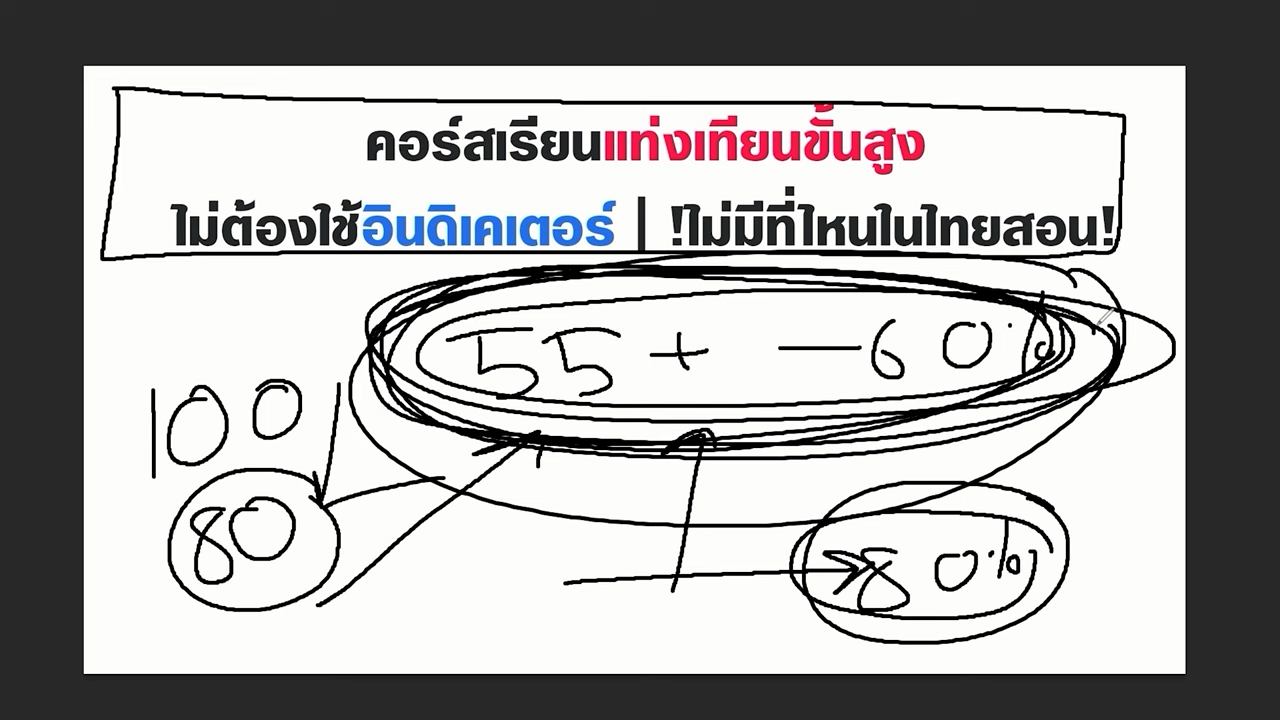 คอร์สเรียนแท่งเทียนขั้นสูง
ไม่ต้องใช้อินดิเคเตอร์ | !ไม่มีที่ไหนในไทยสอน!
55 + — 60%
100
80
80%